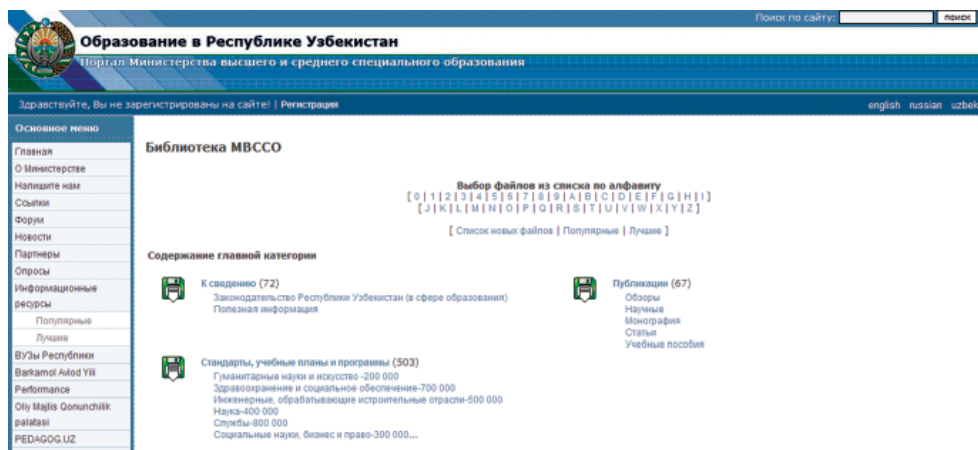 Поиск по сайту: поиск
Образование в Республике Узбекистан
Портал Министерства высшего и среднего специального образования
Здравствуйте, Вы не зарегистрированы на сайте! | Регистрация english russian uzbek
Основное меню
Главная
О Министерстве
Напишите нам
Ссылки
Форум
Новости
Партнеры
Опросы
Информационные
ресурсы
Популярные
Лучшие
ВУЗы Республики
Barkamol Avlod Yili
Performance
Oliy Majlis Qonunchilik
palatasi
PEDAGOG.UZ
Библиотека МВССО
Выбор файлов из списка по алфавиту
[ 0 | 1 | 2 | 3 | 4 | 5 | 6 | 7 | 8 | 9 | A | B | C | D | E | F | G | H | I ]
[ J | K | L | M | N | O | P | Q | R | S | T | U | V | W | X | Y | Z ]
[ Список новых файлов | Популярные | Лучшие ]
Содержание главной категории
К сведению (72)
Законодательство Республики Узбекистан (в сфере образования)
Полезная информация
Публикации (67)
Обзоры
Научные
Монография
Статьи
Учебные пособия
Стандарты, учебные планы и программы (503)
Гуманитарные науки и искусство -200 000
Здравоохранение и социальное обеспечение-700 000
Инженерные, обрабатывающие истроительные отрасли-500 000
Наука-400 000
Службы-800 000
Социальные науки, бизнес и право-300 000...